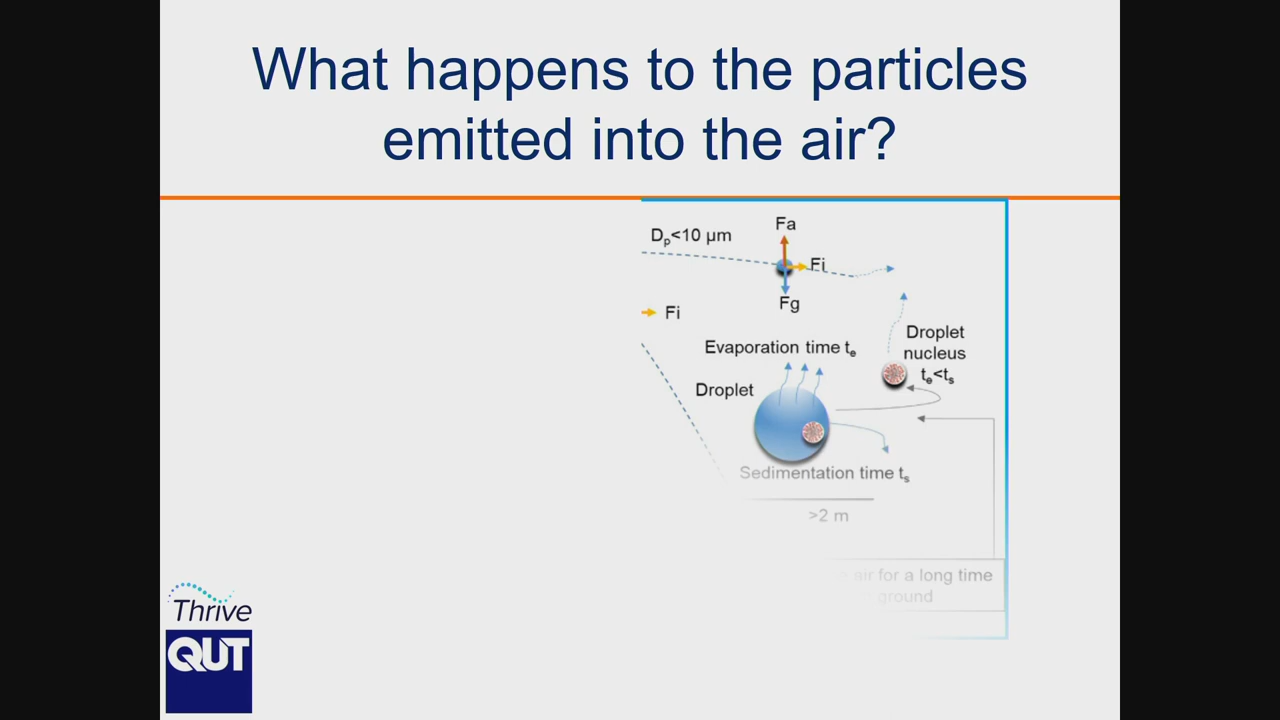 What happens to the particles
emitted into the air?
Fa
Dp<10 µm
Fi
Fg
Fi
Droplet
nucleus
te<ts
Evaporation time te
Droplet
Sedimentation time ts
>2 m
air for a long time
ground
Thrive
QUT